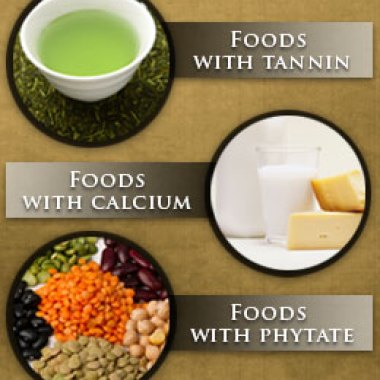 Foods
with tannin
Foods
with calcium
Foods
with phytate